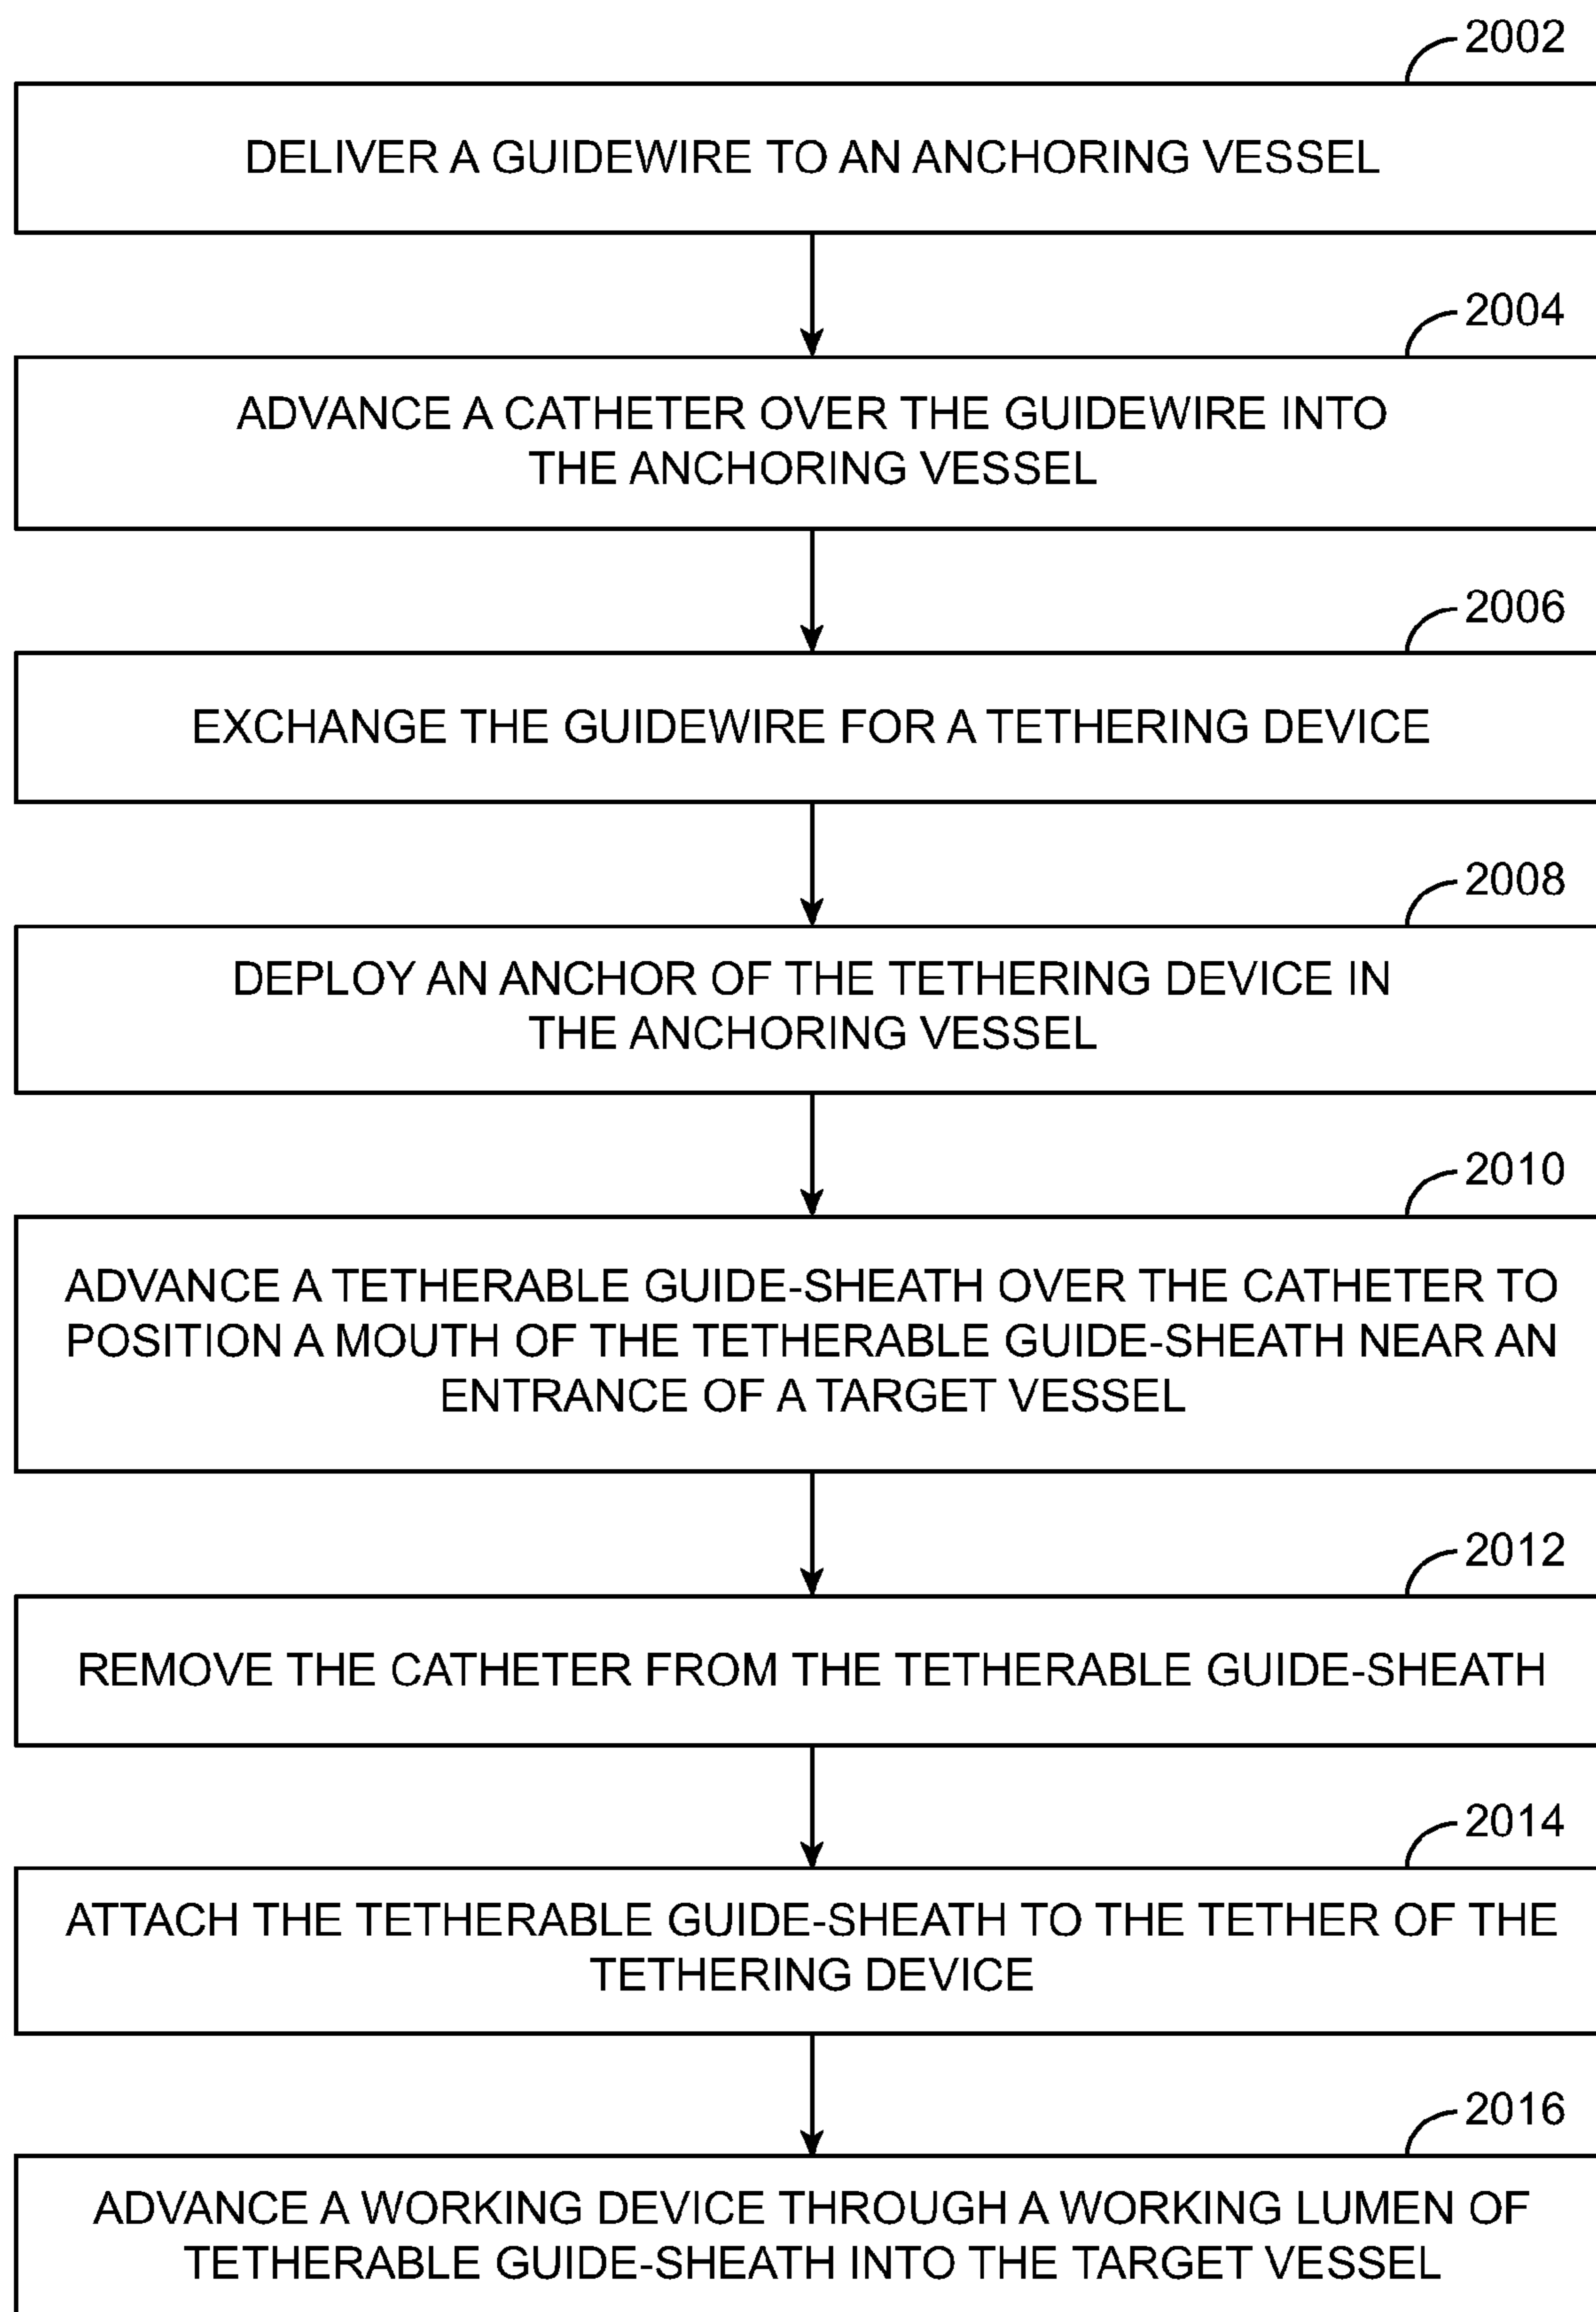 2002
DELIVER A GUIDEWIRE TO AN ANCHORING VESSEL
2004
ADVANCE A CATHETER OVER THE GUIDEWIRE INTO
THE ANCHORING VESSEL
2006
EXCHANGE THE GUIDEWIRE FOR A TETHERING DEVICE
2008
DEPLOY AN ANCHOR OF THE TETHERING DEVICE IN
THE ANCHORING VESSEL
2010
ADVANCE A TETHERABLE GUIDE-SHEATH OVER THE CATHETER TO
POSITION A MOUTH OF THE TETHERABLE GUIDE-SHEATH NEAR AN
ENTRANCE OF A TARGET VESSEL
2012
REMOVE THE CATHETER FROM THE TETHERABLE GUIDE-SHEATH
2014
ATTACH THE TETHERABLE GUIDE-SHEATH TO THE TETHER OF THE
TETHERING DEVICE
2016
ADVANCE A WORKING DEVICE THROUGH A WORKING LUMEN OF
TETHERABLE GUIDE-SHEATH INTO THE TARGET VESSEL